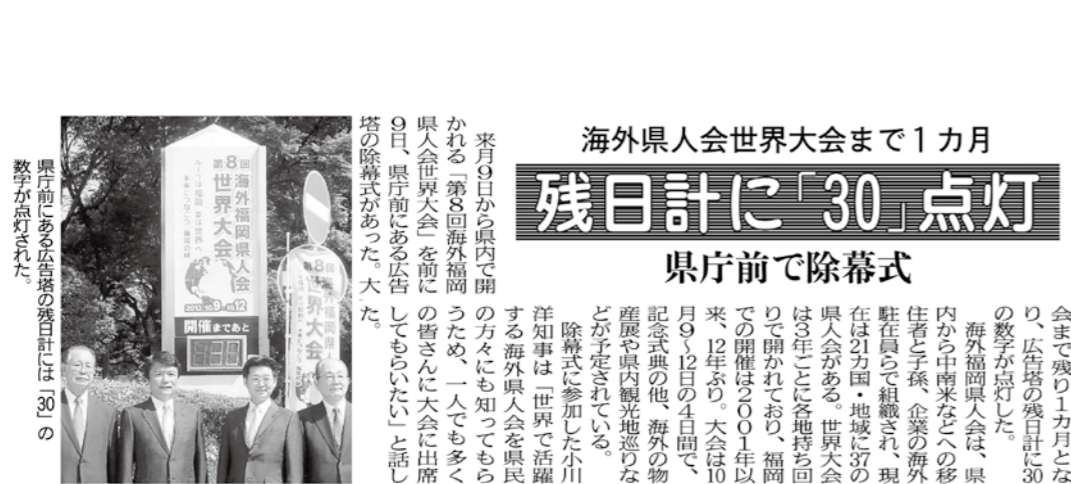 海外県人会世界大会まで1カ月
残日計に「30」点灯
県庁前で除幕式
来月9日から県内で開
かれる「第8回海外福岡
県人会世界大会」を前に
9日、県庁前にある広告
塔の除幕式があった。大
会まで残り1カ月とな
り、広告塔の残日計に30
の数字が点灯した。
海外福岡県人会は、県
内から中南米などへの移
住者と子孫、企業の海外
駐在員らで組織され、現
在は21カ国・地域に37の
県人会がある。世界大会
は3年ごとに各地持ち回
りで開かれており、福岡
での開催は2001年以
来、12年ぶり。大会は10
月9〜12日の4日間で、
記念式典の他、海外の物
産展や県内観光地巡りな
どが予定されている。
除幕式に参加した小川
洋知事は「世界で活躍
する海外県人会を県民
の方々にも知ってもら
うため、一人でも多く
の皆さんに大会に出席
してもらいたい」と話し
た。
第8回
海外福岡県人会
世界大会
ルーツは福岡 夢は世界へ
開催まであと
30
県庁前にある広告塔の残日計には「30」の
数字が点灯された。